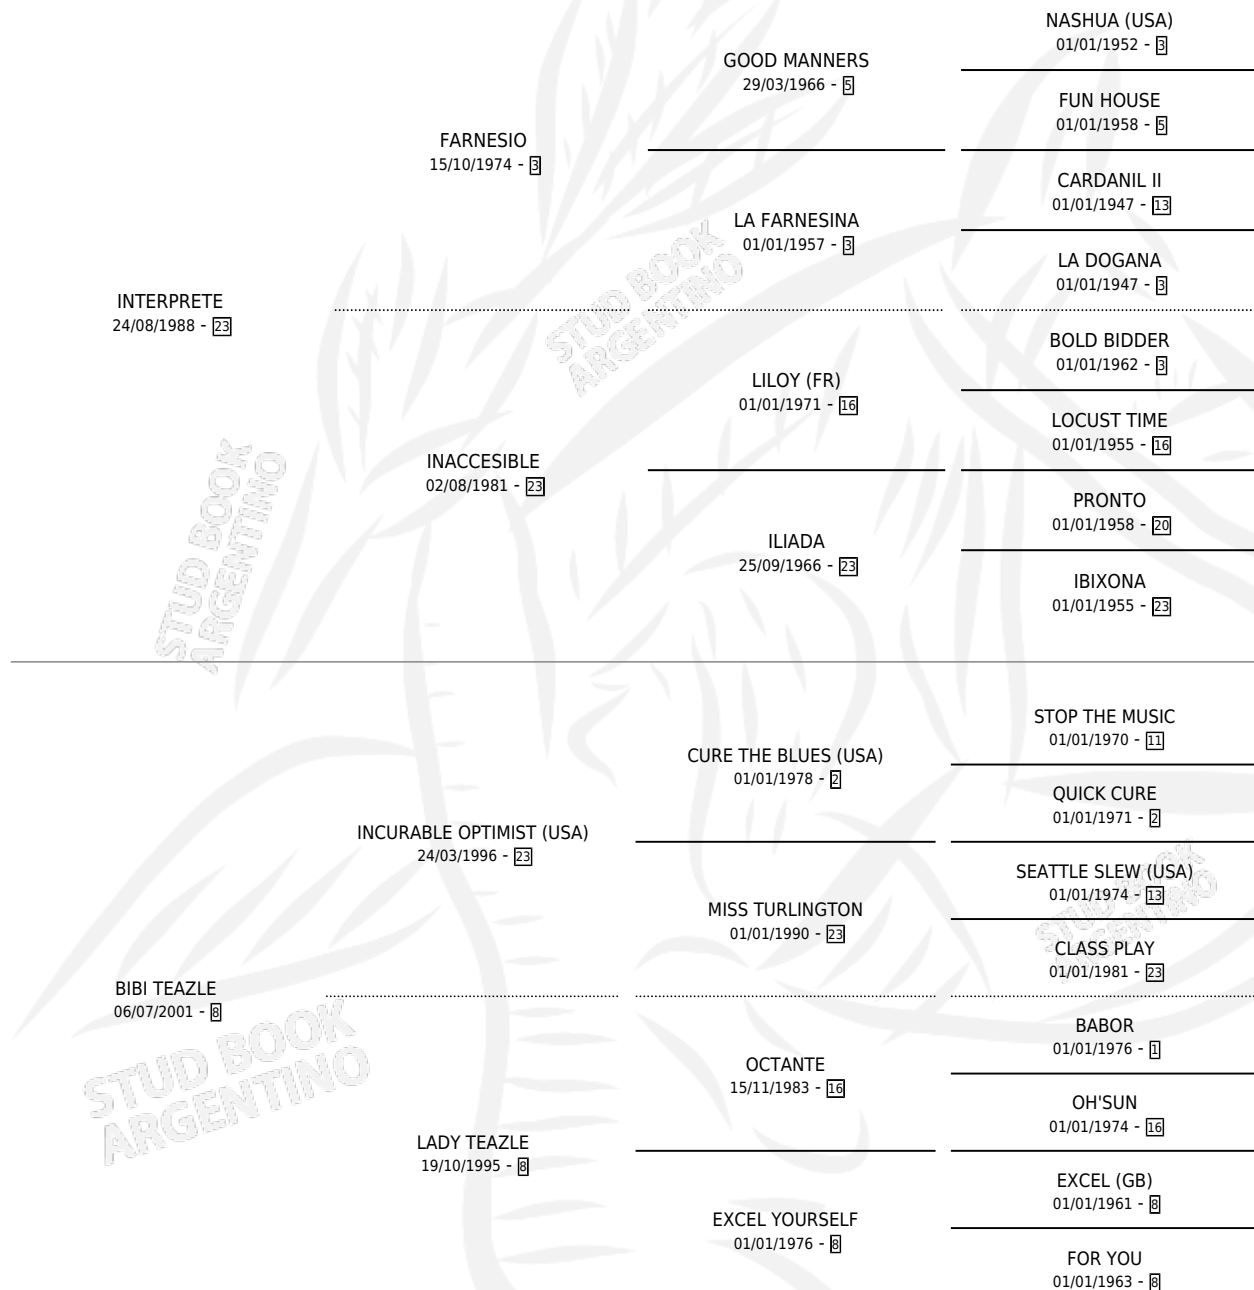 NASHUA (USA)
01/01/1952 - 3
GOOD MANNERS
29/03/1966 - 5
FUN HOUSE
01/01/1958 - 5
FARNESIO
15/10/1974 - 3
CARDANIL II
01/01/1947 - 13
LA FARNESINA
01/01/1957 - 3
LA DOGANA
01/01/1947 - 3
INTERPRETE
24/08/1988 - 23
STUD BOOK
ARGENTINO
BOLD BIDDER
01/01/1962 - 3
LILOY (FR)
01/01/1971 - 16
LOCUST TIME
01/01/1955 - 16
INACCESIBLE
02/08/1981 - 23
PRONTO
01/01/1958 - 20
ILIADA
25/09/1966 - 23
IBIXONA
01/01/1955 - 23
STUD BOOK
ARGENTINO
STOP THE MUSIC
01/01/1970 - 11
CURE THE BLUES (USA)
01/01/1978 - 2
QUICK CURE
01/01/1971 - 2
INCURABLE OPTIMIST (USA)
24/03/1996 - 23
SEATTLE SLEW (USA)
01/01/1974 - 13
MISS TURLINGTON
01/01/1990 - 23
STUD BOOK
ARGENTINO
CLASS PLAY
01/01/1981 - 23
BIBI TEAZLE
06/07/2001 - 8
STUD BOOK
ARGENTINO
BABOR
01/01/1976 - 1
OCTANTE
15/11/1983 - 16
OH'SUN
01/01/1974 - 16
LADY TEAZLE
19/10/1995 - 8
EXCEL (GB)
01/01/1961 - 8
EXCEL YOURSELF
01/01/1976 - 8
FOR YOU
01/01/1963 - 8